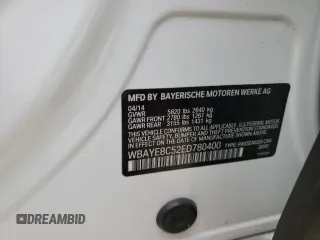 MFD BY BAYERISCHE MOTOREN WERKE AG
04/14
GVWR 5820 lbs 2640 kg
GAWR FRONT 2780 lbs 1261 kg
GAWR REAR 3155 lbs 1431 kg
THIS VEHICLE CONFORMS TO ALL APPLICABLE
U.S. FEDERAL MOTOR VEHICLE SAFETY, BUMPER, AND
THEFT PREVENTION STANDARDS IN EFFECT ON THE DATE OF
MANUFACTURE SHOWN ABOVE.
WBAYE8C52ED780400
TYPE: PASSENGER CAR